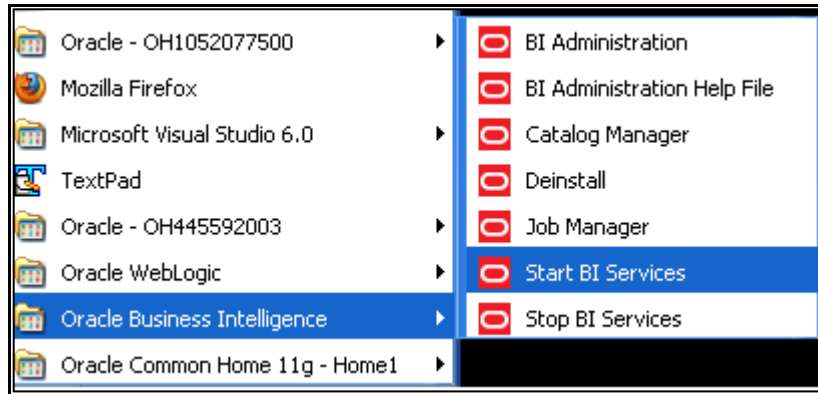 Oracle - OH1052077500
Mozilla Firefox
Microsoft Visual Studio 6.0
TextPad
Oracle - OH445592003
Oracle WebLogic
Oracle Business Intelligence
Oracle Common Home 11g - Home1
BI Administration
BI Administration Help File
Catalog Manager
Deinstall
Job Manager
Start BI Services
Stop BI Services